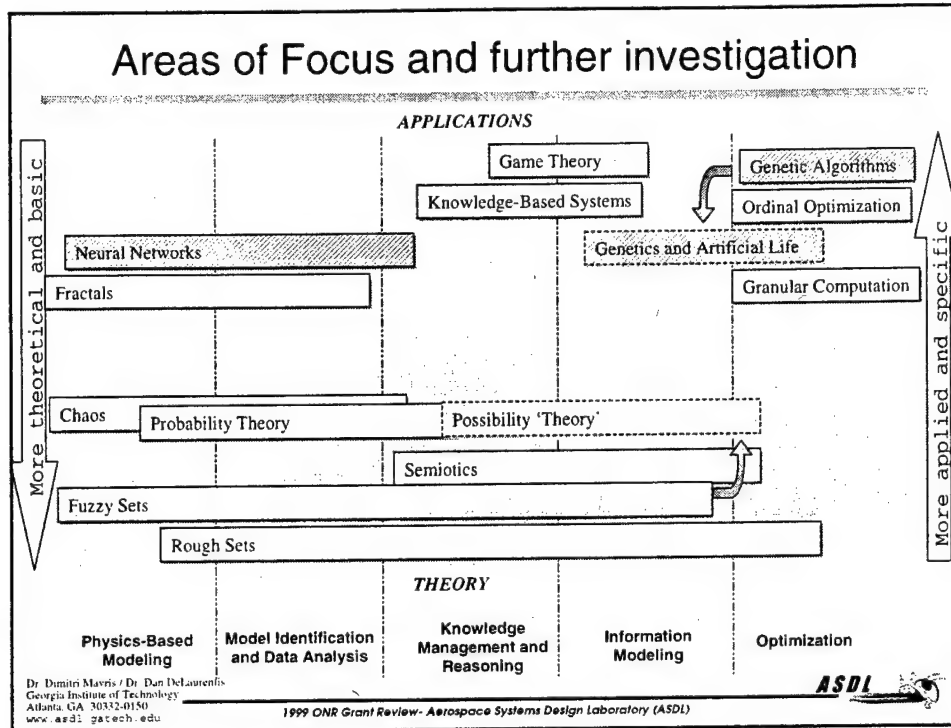 Areas of Focus and further investigation
APPLICATIONS
More theoretical and basic
More applied and specific
Game Theory
Genetic Algorithms
Knowledge-Based Systems
Ordinal Optimization
Neural Networks
Genetics and Artificial Life
Fractals
Granular Computation
Chaos
Probability Theory
Possibility 'Theory'
Semiotics
Fuzzy Sets
Rough Sets
THEORY
Physics-Based
Modeling
Model Identification
and Data Analysis
Knowledge
Management and
Reasoning
Information
Modeling
Optimization
Dr. Dimitri Mavris / Dr. Dan DeLaurentis
Georgia Institute of Technology
Atlanta, GA 30332-0150
www.asdl.gatech.edu
1999 ONR Grant Review- Aerospace Systems Design Laboratory (ASDL)
ASDL